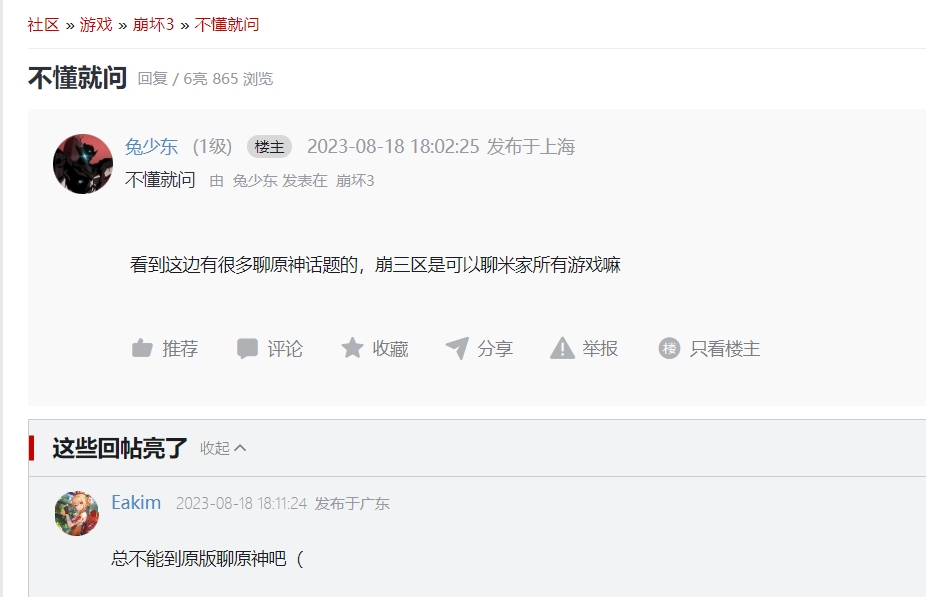 社区 » 游戏 » 崩坏3 » 不懂就问
不懂就问 回复 / 6亮 865 浏览
兔少东 (1级) 楼主 2023-08-18 18:02:25 发布于上海
不懂就问 由 兔少东 发表在 崩坏3
看到这边有很多聊原神话题的，崩三区是可以聊米家所有游戏嘛
推荐 评论 收藏 分享 举报 楼 只看楼主
这些回帖亮了 收起
Eakim 2023-08-18 18:11:24 发布于广东
总不能到原版聊原神吧（